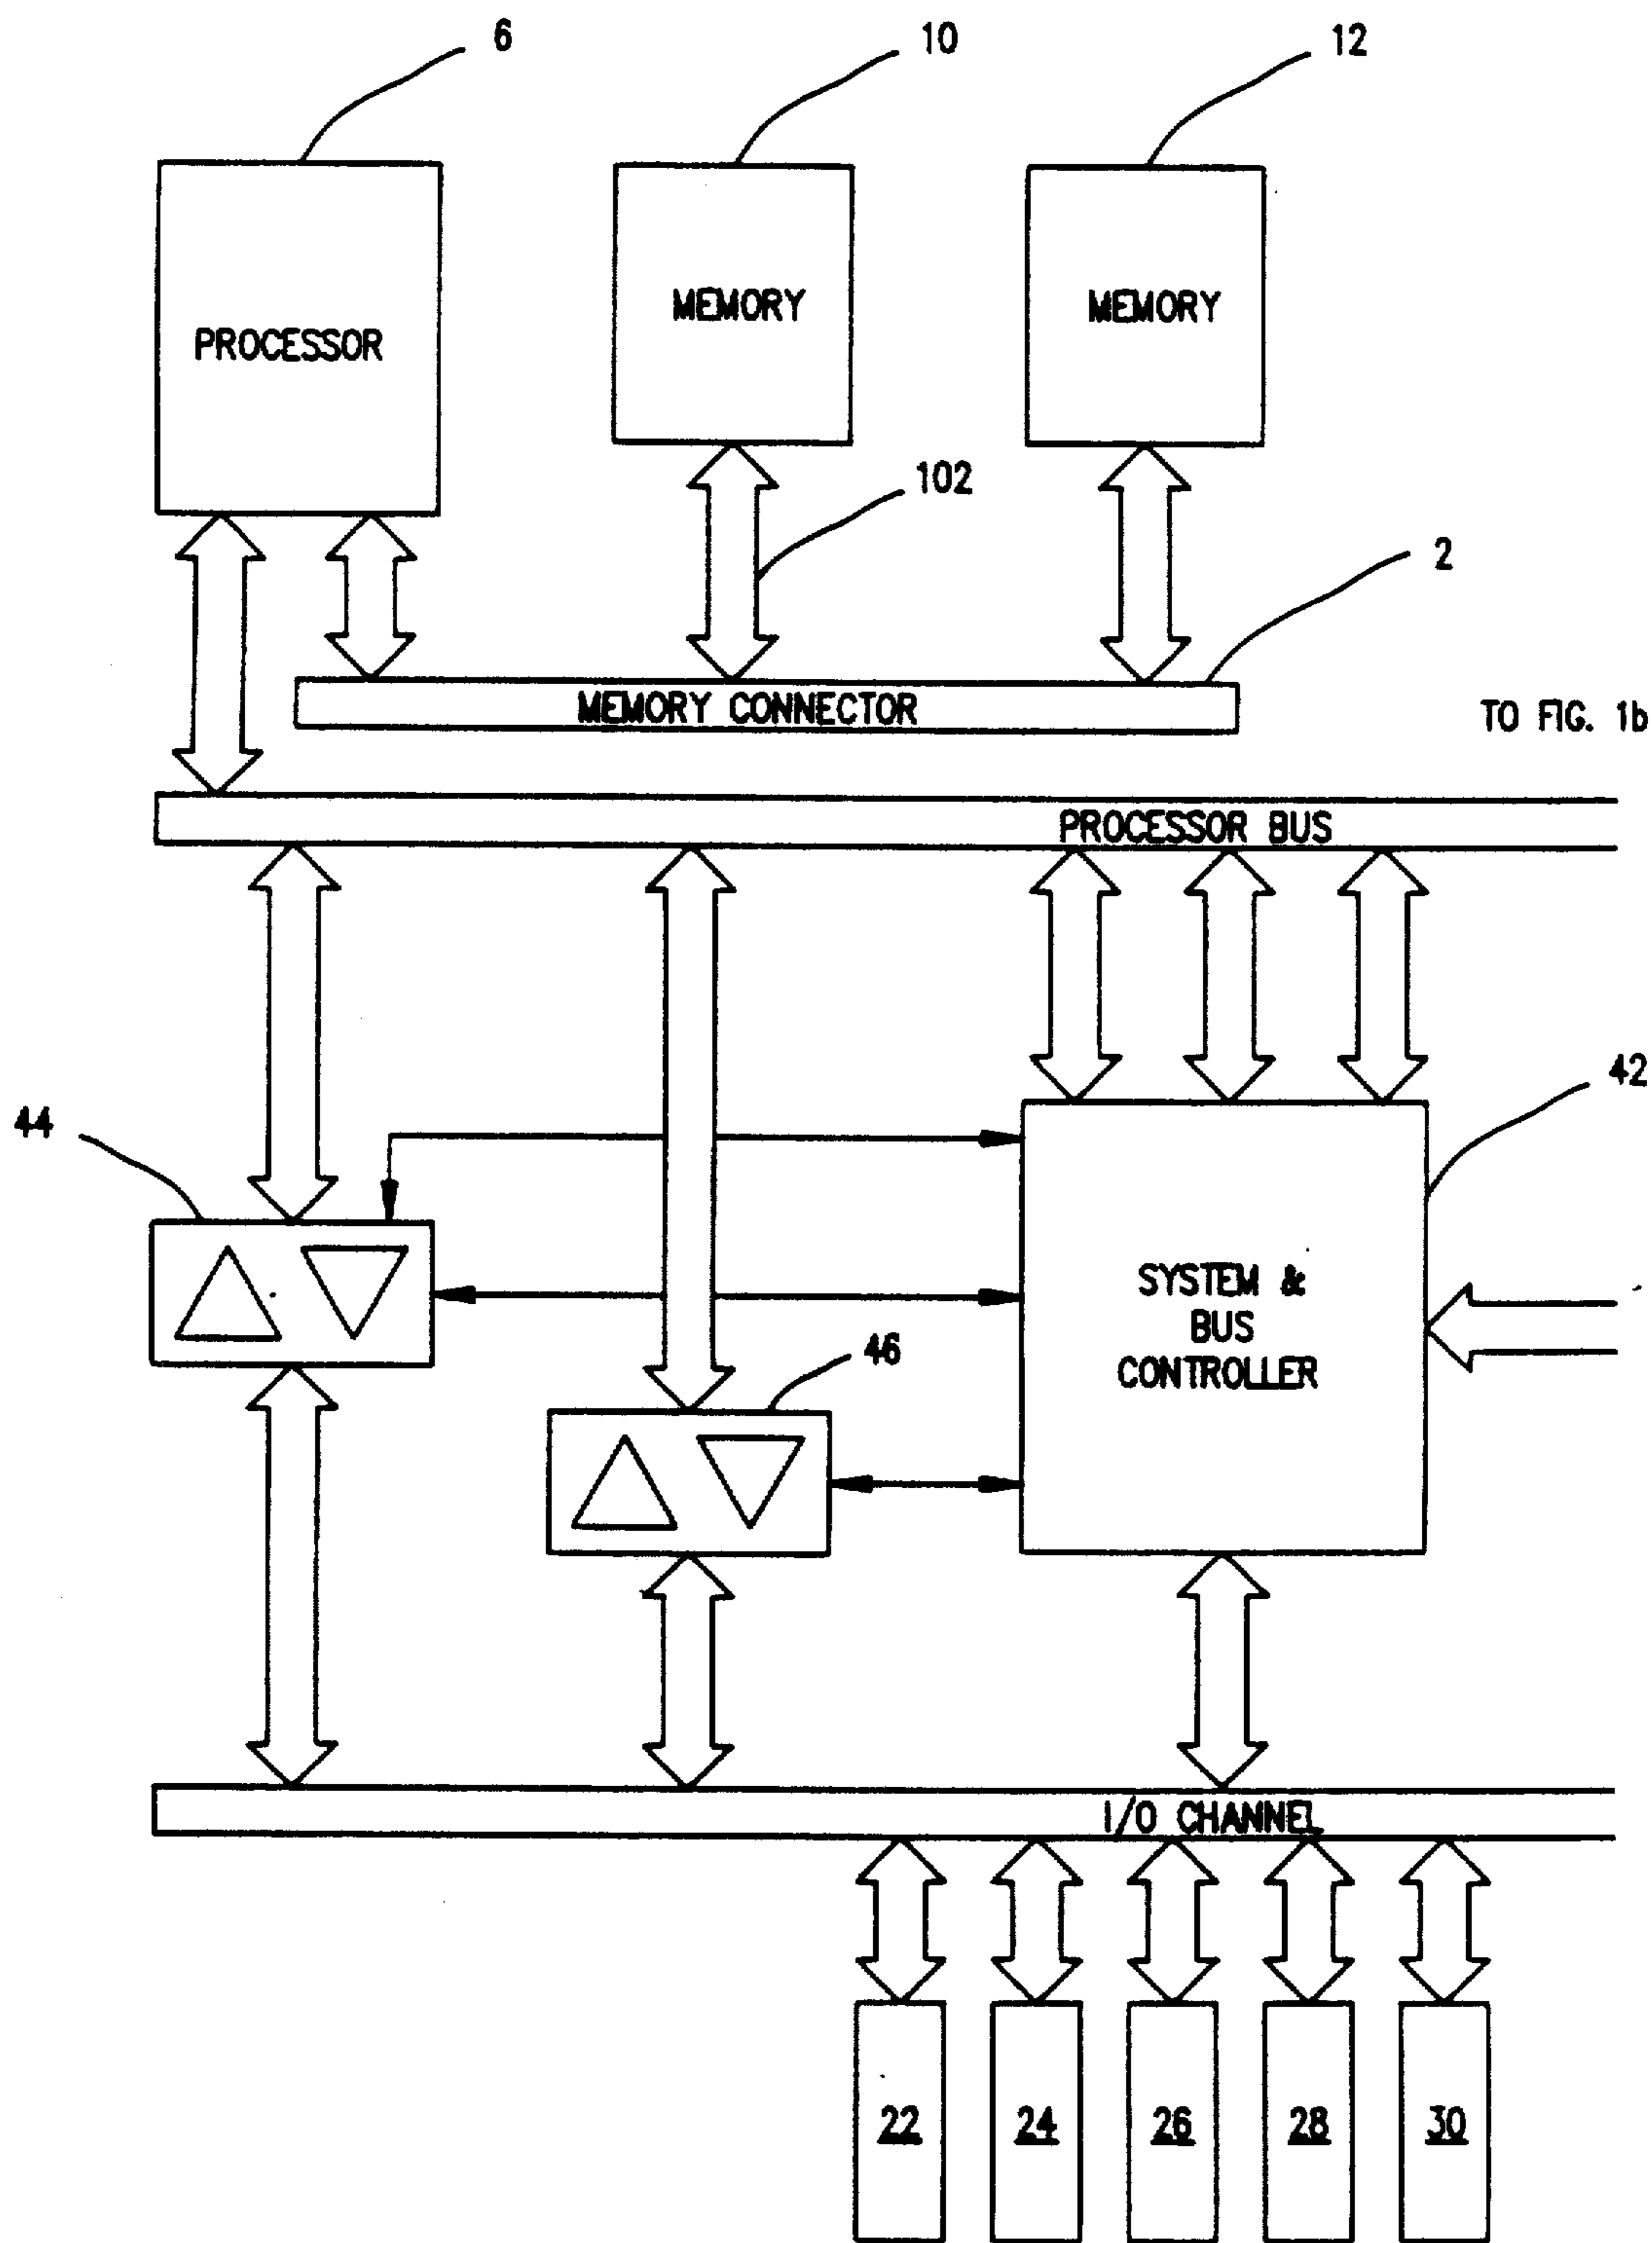 6
10
12
PROCESSOR
MEMORY
MEMORY
102
2
MEMORY CONNECTOR
TO FIG. 1b
PROCESSOR BUS
42
44
SYSTEM &
BUS
CONTROLLER
46
I/O CHANNEL
22
24
26
28
30